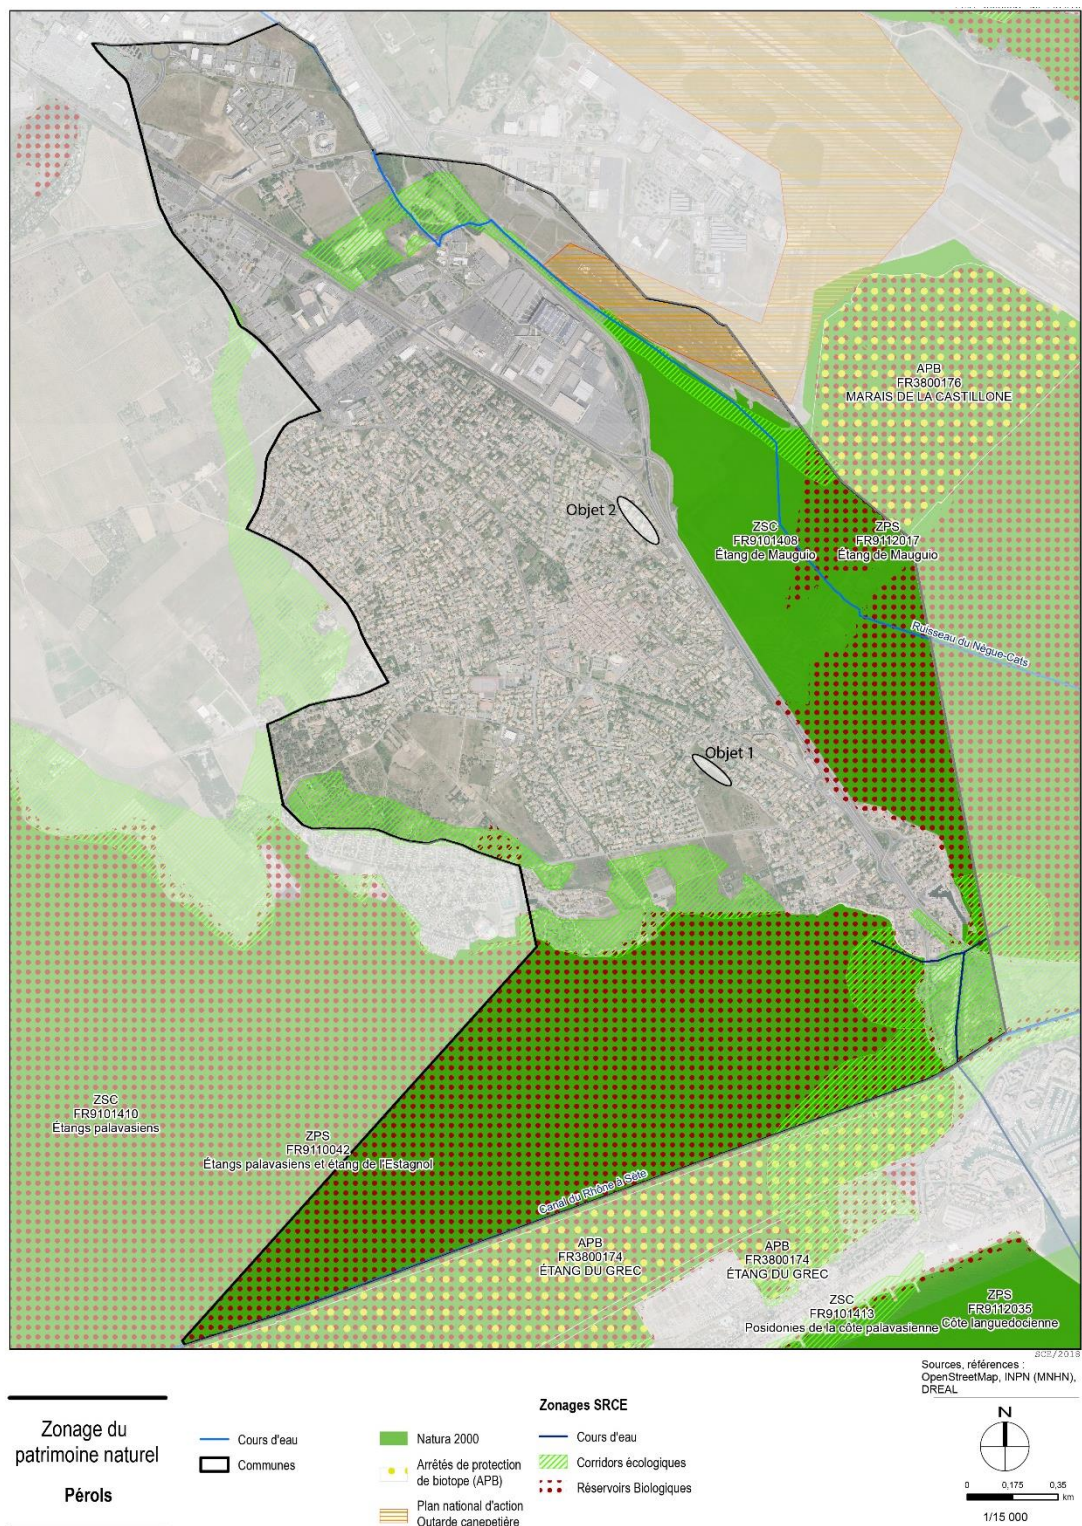 APB
FR3800176
MARAIS DE LA CASTILLONE
Objet 2
ZSC
FR9101408
Étang de Mauguio
ZPS
FR9112017
Étang de Mauguio
Ruisseau du Nègue-Cats
Objet 1
ZSC
FR9101410
Étangs palavasiens
ZPS
FR9110042
Étangs palavasiens et étang de l'Estagnol
Canal du Rhône à Sète
APB
FR3800174
ÉTANG DU GREC
APB
FR3800174
ÉTANG DU GREC
ZSC
FR9101413
Posidonies de la côte palavasienne
ZPS
FR9112035
Côte languedocienne
SCE/2018
Sources, références :
OpenStreetMap, INPN (MNHN),
DREAL
Zonage du
patrimoine naturel
Pérols
Cours d'eau
Communes
Natura 2000
Arrêtés de protection
de biotope (APB)
Plan national d'action
Outarde canepetière
Zonages SRCE
Cours d'eau
Corridors écologiques
Réservoirs Biologiques
N
0 0,175 0,35
km
1/15 000